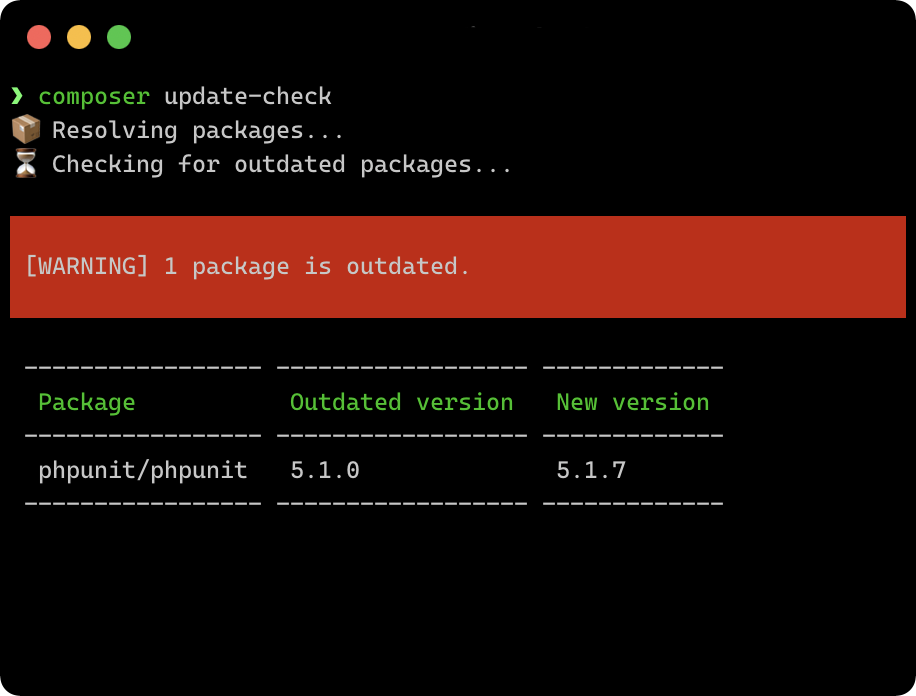 ❯ composer update-check
📦 Resolving packages...
⏳ Checking for outdated packages...
[WARNING] 1 package is outdated.
----------------- ------------------ -------------
Package Outdated version New version
----------------- ------------------ -------------
phpunit/phpunit 5.1.0 5.1.7
----------------- ------------------ -------------